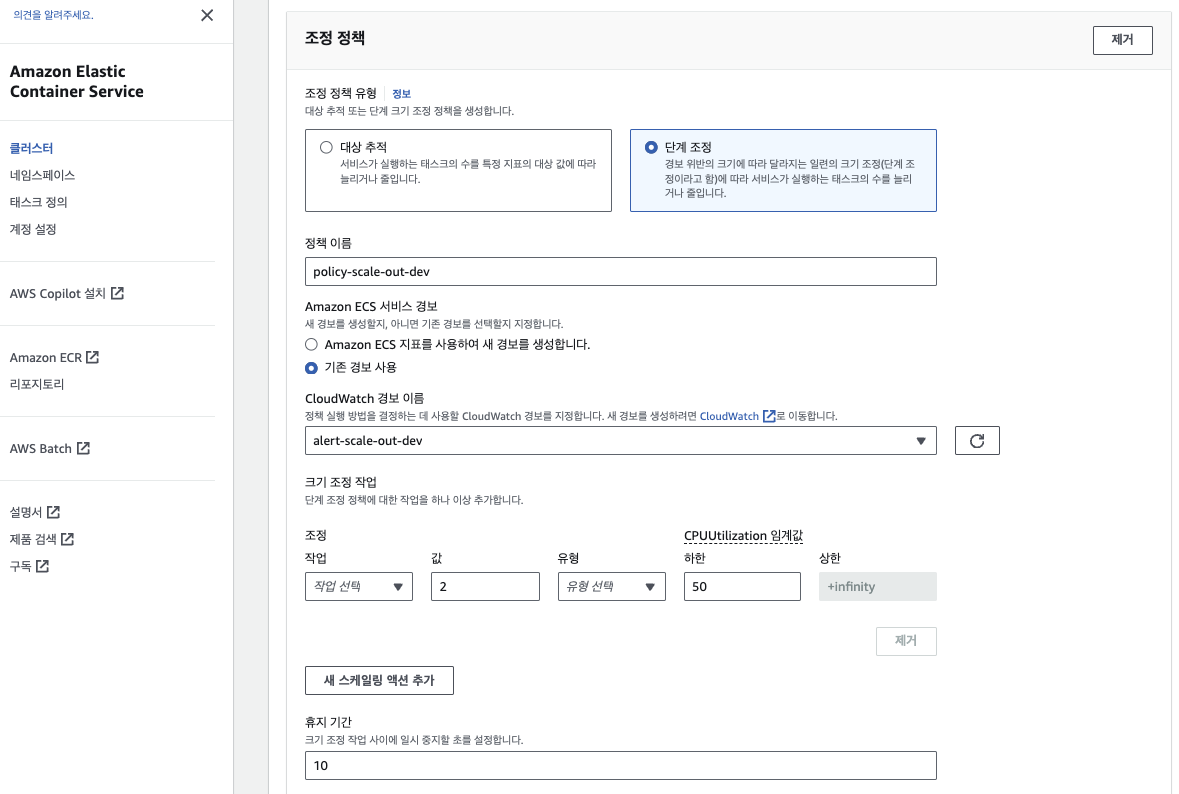 의견을 알려주세요.
Amazon Elastic
Container Service
클러스터
네임스페이스
태스크 정의
계정 설정
AWS Copilot 설치
Amazon ECR
리포지토리
AWS Batch
설명서
제품 검색
구독
조정 정책
제거
조정 정책 유형
정보
대상 추적 또는 단계 크기 조정 정책을 생성합니다.
대상 추적
서비스가 실행하는 태스크의 수를 특정 지표의 대상 값에 따라
늘리거나 줄입니다.
단계 조정
경보 위반의 크기에 따라 달라지는 일련의 크기 조정(단계 조
정이라고 함)에 따라 서비스가 실행하는 태스크의 수를 늘리
거나 줄입니다.
정책 이름
policy-scale-out-dev
Amazon ECS 서비스 경보
새 경보를 생성할지, 아니면 기존 경보를 선택할지 지정합니다.
Amazon ECS 지표를 사용하여 새 경보를 생성합니다.
기존 경보 사용
CloudWatch 경보 이름
정책 실행 방법을 결정하는 데 사용할 CloudWatch 경보를 지정합니다. 새 경보를 생성하려면 CloudWatch 로 이동합니다.
alert-scale-out-dev
크기 조정 작업
단계 조정 정책에 대한 작업을 하나 이상 추가합니다.
조정
CPUUtilization 임계값
작업
값
유형
하한
상한
작업 선택
2
유형 선택
50
+infinity
제거
새 스케일링 액션 추가
휴지 기간
크기 조정 작업 사이에 일시 중지할 초를 설정합니다.
10